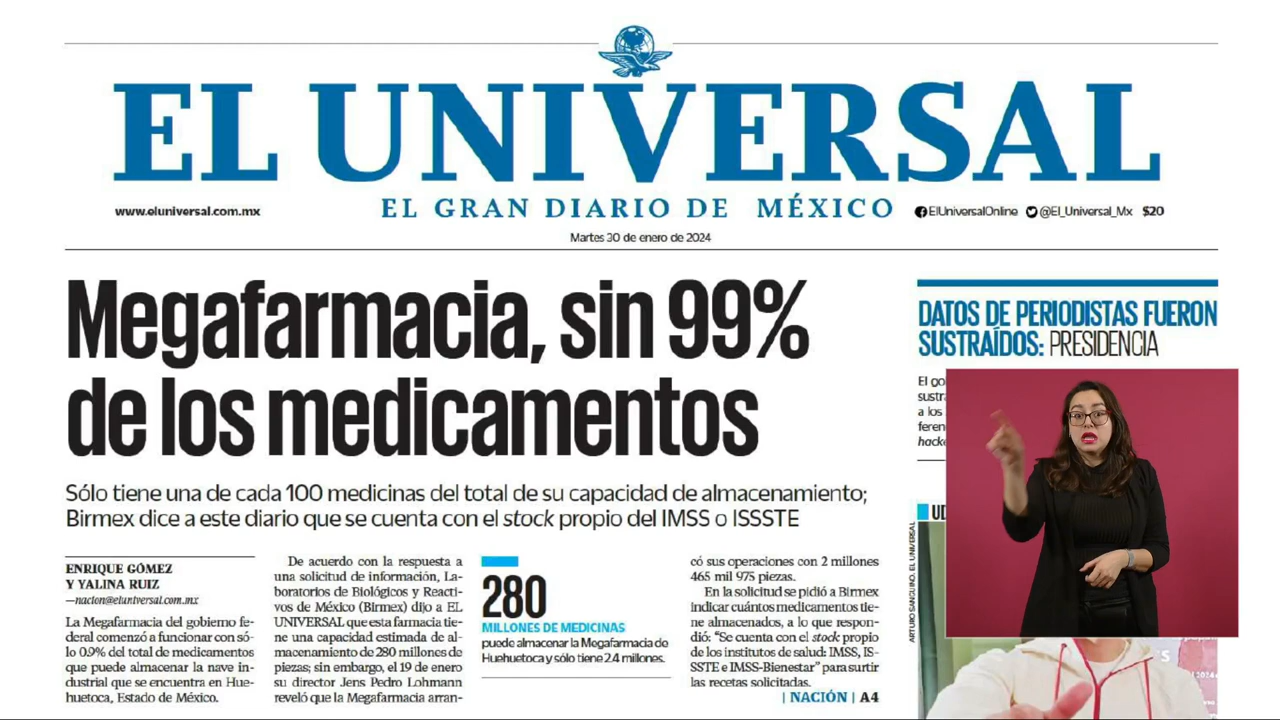 EL UNIVERSAL
www.eluniversal.com.mx
EL GRAN DIARIO DE MÉXICO
ElUniversalOnline @El_Universal_Mx $20
Martes 30 de enero de 2024
Megafarmacia, sin 99%
de los medicamentos
Sólo tiene una de cada 100 medicinas del total de su capacidad de almacenamiento;
Birmex dice a este diario que se cuenta con el stock propio del IMSS o ISSSTE
ENRIQUE GÓMEZ
Y YALINA RUIZ
—nacion@eluniversal.com.mx
La Megafarmacia del gobierno fe-
deral comenzó a funcionar con só-
lo 0.9% del total de medicamentos
que puede almacenar la nave in-
dustrial que se encuentra en Hue-
huetoca, Estado de México.
De acuerdo con la respuesta a
una solicitud de información, La-
boratorios de Biológicos y Reacti-
vos de México (Birmex) dijo a EL
UNIVERSAL que esta farmacia tie-
ne una capacidad estimada de al-
macenamiento de 280 millones de
piezas; sin embargo, el 19 de enero
su director Jens Pedro Lohmann
reveló que la Megafarmacia arran-
280
MILLONES DE MEDICINAS
puede almacenar la Megafarmacia de
Huehuetoca y sólo tiene 2.4 millones.
có sus operaciones con 2 millones
465 mil 975 piezas.
En la solicitud se pidió a Birmex
indicar cuántos medicamentos tie-
ne almacenados, a lo que respon-
dió: “Se cuenta con el stock propio
de los institutos de salud: IMSS, IS-
SSTE e IMSS-Bienestar” para surtir
las recetas solicitadas.
| NACIÓN | A4
DATOS DE PERIODISTAS FUERON
SUSTRAÍDOS: PRESIDENCIA
El go
sustr
a los
feren
hack
UD
ARTURO SANGUINO. EL UNIVERSAL